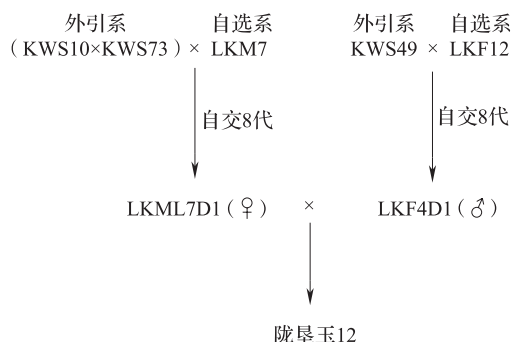 外引系 自选系 外引系 自选系
(KWS10×KWS73) × LKM7 KWS49 × LKF12
自交8代 自交8代
LKML7D1(♀) × LKF4D1(♂)
陇垦玉12